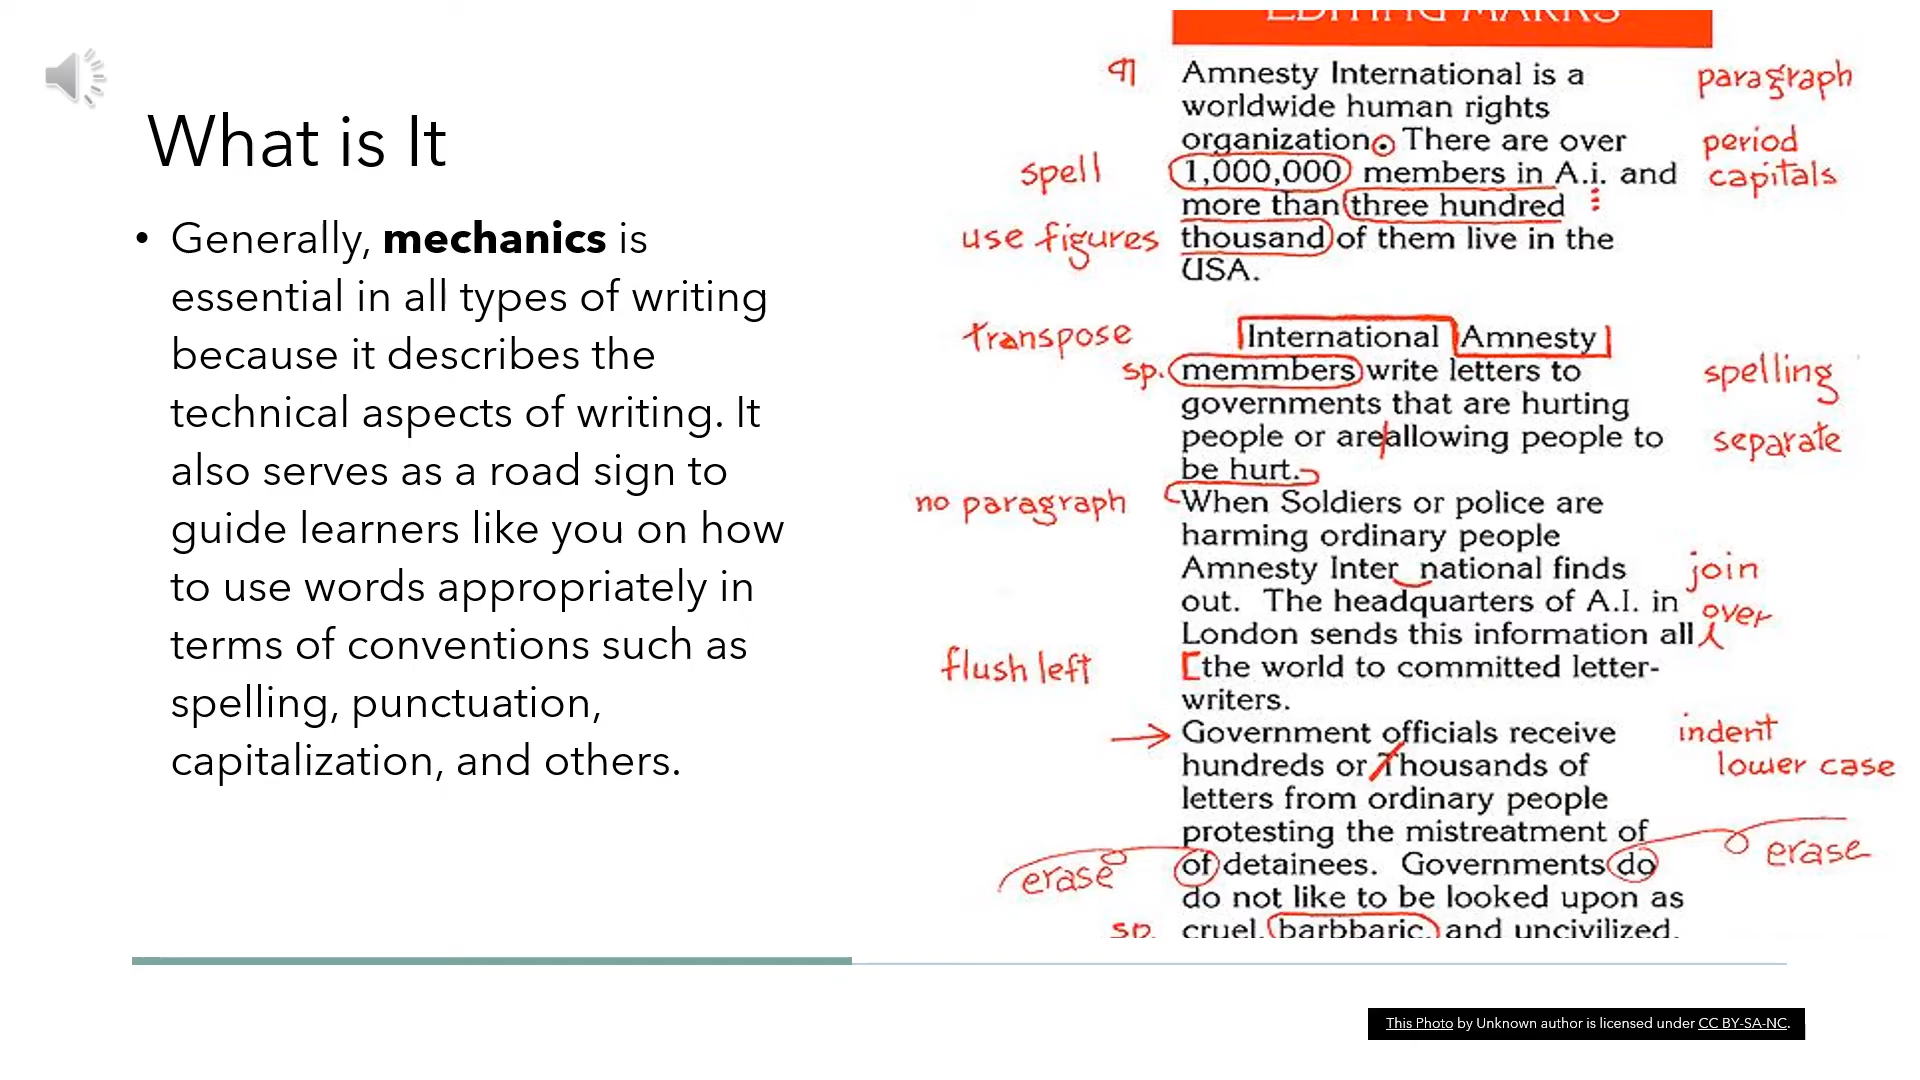 What is It
• Generally, mechanics is
essential in all types of writing
because it describes the
technical aspects of writing. It
also serves as a road sign to
guide learners like you on how
to use words appropriately in
terms of conventions such as
spelling, punctuation,
capitalization, and others.
EDITING MARKS
¶ Amnesty International is a paragraph
worldwide human rights
organization. There are over period
spell 1,000,000 members in A.i. and capitals
more than three hundred
use figures thousand of them live in the
USA.
transpose International Amnesty
sp. memmbers write letters to spelling
governments that are hurting
people or areallowing people to separate
be hurt.
no paragraph When Soldiers or police are
harming ordinary people
Amnesty Inter national finds join
out. The headquarters of A.I. in over
London sends this information all
flush left [the world to committed letter-
writers.
→ Government officials receive indent
hundreds or Thousands of lower case
letters from ordinary people
protesting the mistreatment of
erase of detainees. Governments do erase
do not like to be looked upon as
sp. cruel, barbbaric, and uncivilized.
This Photo by Unknown author is licensed under CC BY-SA-NC.